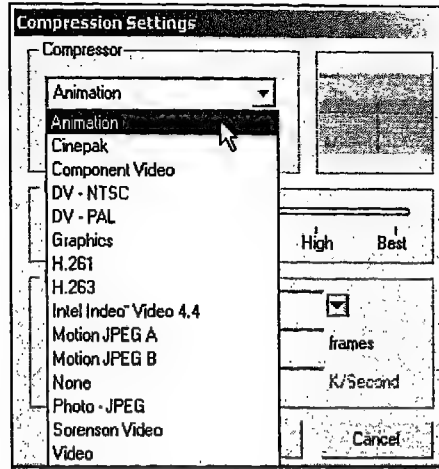 Compression Settings
Compressor
Animation
Animation
Cinepak
Component Video
DV - NTSC
DV - PAL
Graphics
H.261
H.263
Intel Indeo™ Video 4.4
Motion JPEG A
Motion JPEG B
None
Photo - JPEG
Sorenson Video
Video
High Best
frames
K/Second
Cancel